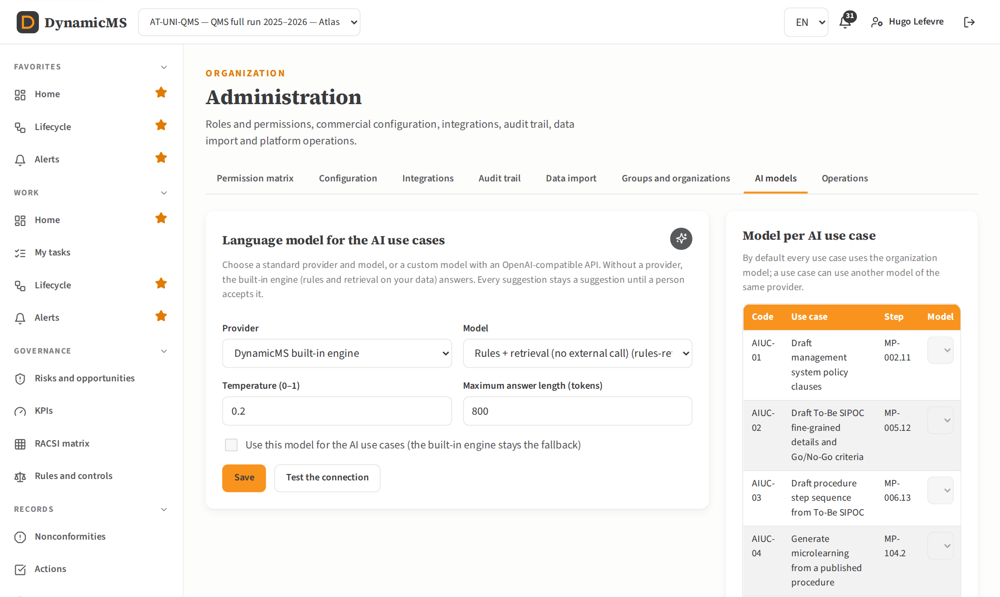 DynamicMS
AT-UNI-QMS — QMS full run 2025–2026 — Atlas
EN
31
Hugo Lefevre
FAVORITES
Home
Lifecycle
Alerts
WORK
Home
My tasks
Lifecycle
Alerts
GOVERNANCE
Risks and opportunities
KPIs
RACSI matrix
Rules and controls
RECORDS
Nonconformities
Actions
ORGANIZATION
Administration
Roles and permissions, commercial configuration, integrations, audit trail, data
import and platform operations.
Permission matrix
Configuration
Integrations
Audit trail
Data import
Groups and organizations
AI models
Operations
Language model for the AI use cases
Choose a standard provider and model, or a custom model with an OpenAI-compatible API. Without a provider,
the built-in engine (rules and retrieval on your data) answers. Every suggestion stays a suggestion until a person
accepts it.
Provider
Model
DynamicMS built-in engine
Rules + retrieval (no external call) (rules-re
Temperature (0–1)
Maximum answer length (tokens)
0.2
800
Use this model for the AI use cases (the built-in engine stays the fallback)
Save
Test the connection
Model per AI use case
By default every use case uses the organization
model; a use case can use another model of the
same provider.
Code Use case Step Model
AIUC-
01
Draft
management
system policy
clauses
MP-
002.11
AIUC-
02
Draft To-Be SIPOC
fine-grained
details and
Go/No-Go criteria
MP-
005.12
AIUC-
03
Draft procedure
step sequence
from To-Be SIPOC
MP-
006.13
AIUC-
04
Generate
microlearning
from a published
procedure
MP-
104.2